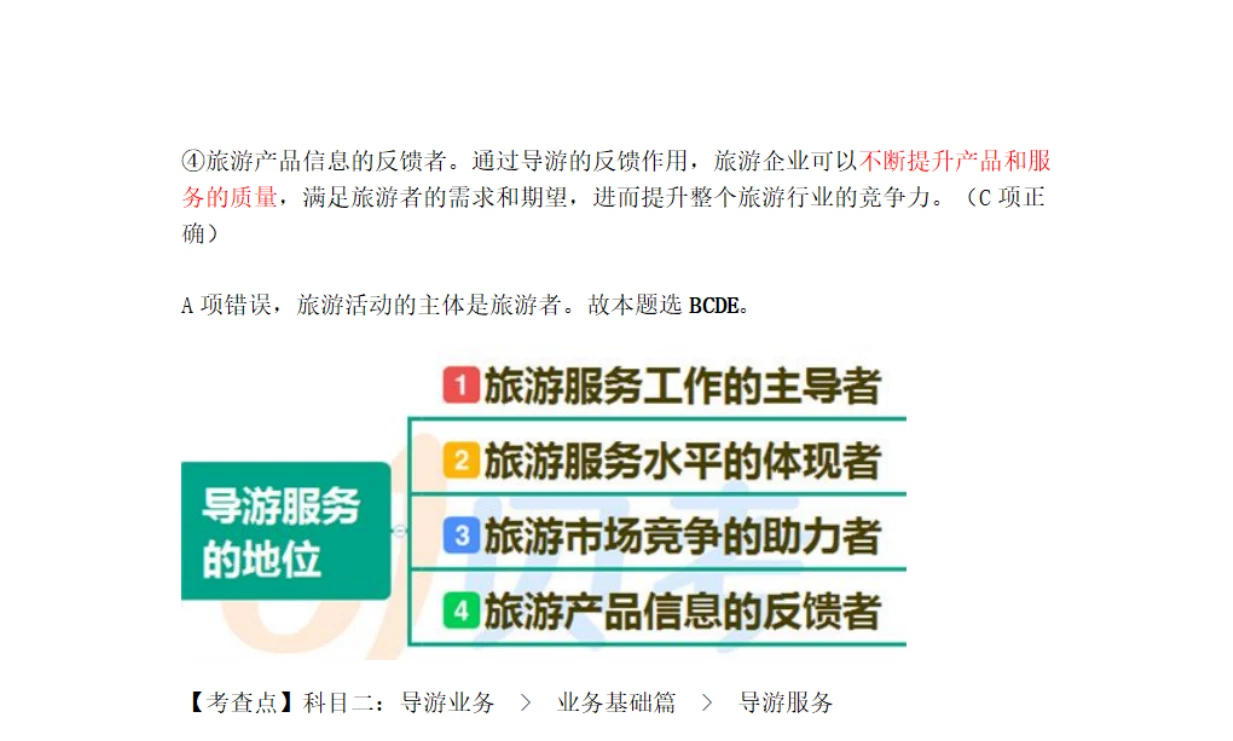 ④旅游产品信息的反馈者。通过导游的反馈作用，旅游企业可以不断提升产品和服
务的质量，满足旅游者的需求和期望，进而提升整个旅游行业的竞争力。（C 项正
确）
A 项错误，旅游活动的主体是旅游者。故本题选 BCDE。
1 旅游服务工作的主导者
2 旅游服务水平的体现者
导游服务
的地位
3 旅游市场竞争的助力者
4 旅游产品信息的反馈者
【考查点】科目二：导游业务 > 业务基础篇 > 导游服务